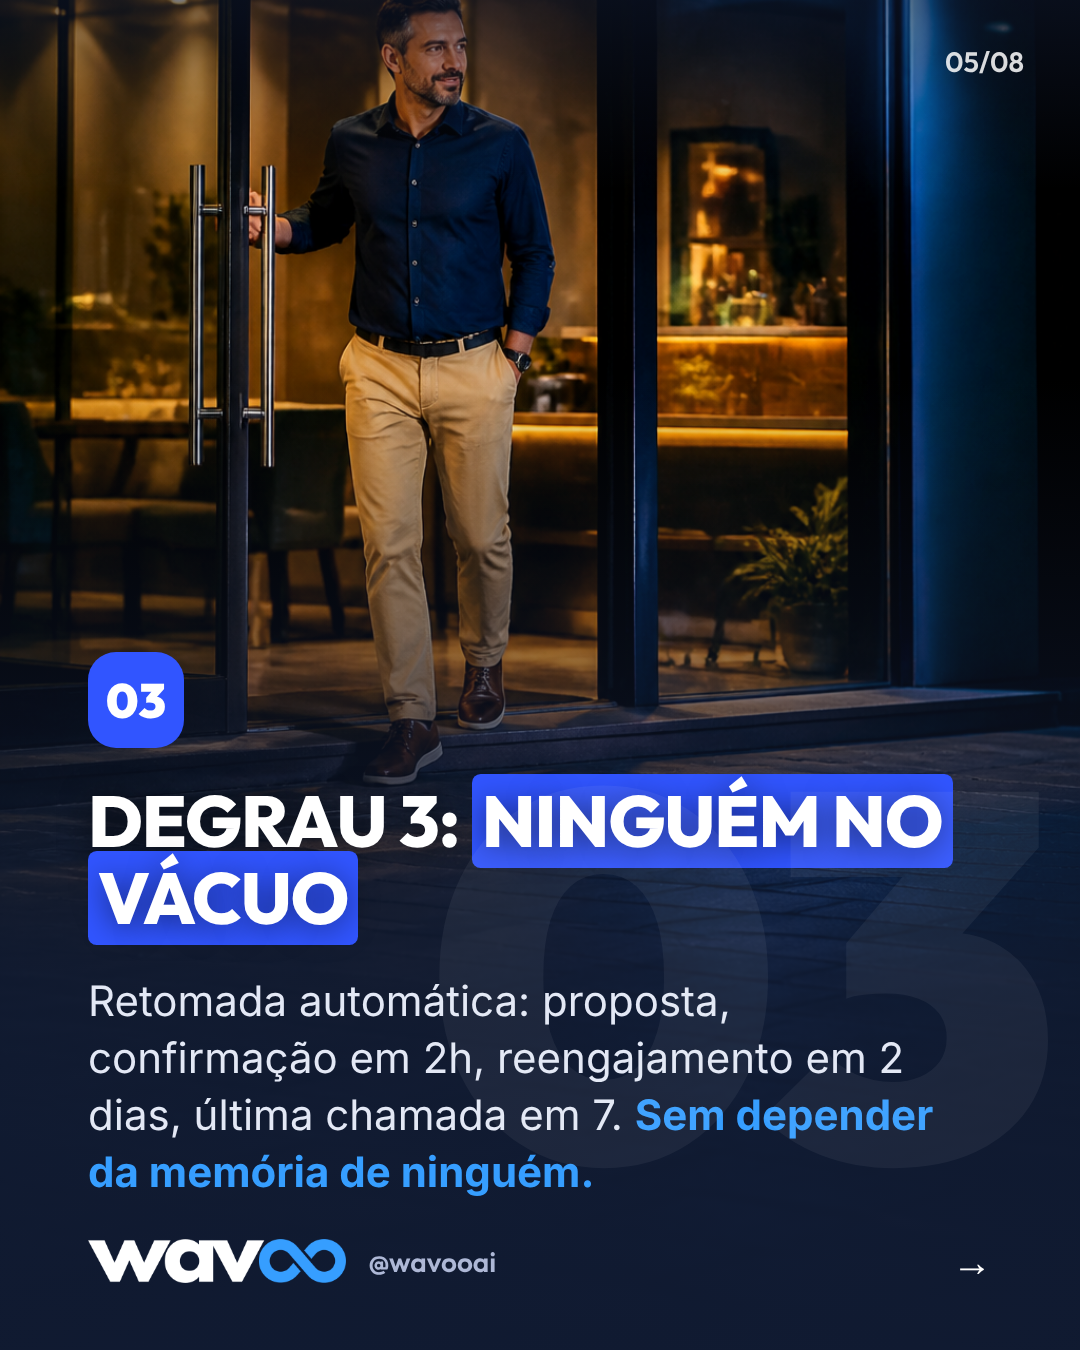 05/08
03
DEGRAU 3: NINGUÉM NO
VÁCUO
03
Retomada automática: proposta,
confirmação em 2h, reengajamento em 2
dias, última chamada em 7. Sem depender
da memória de ninguém.
wavoo @wavooai →